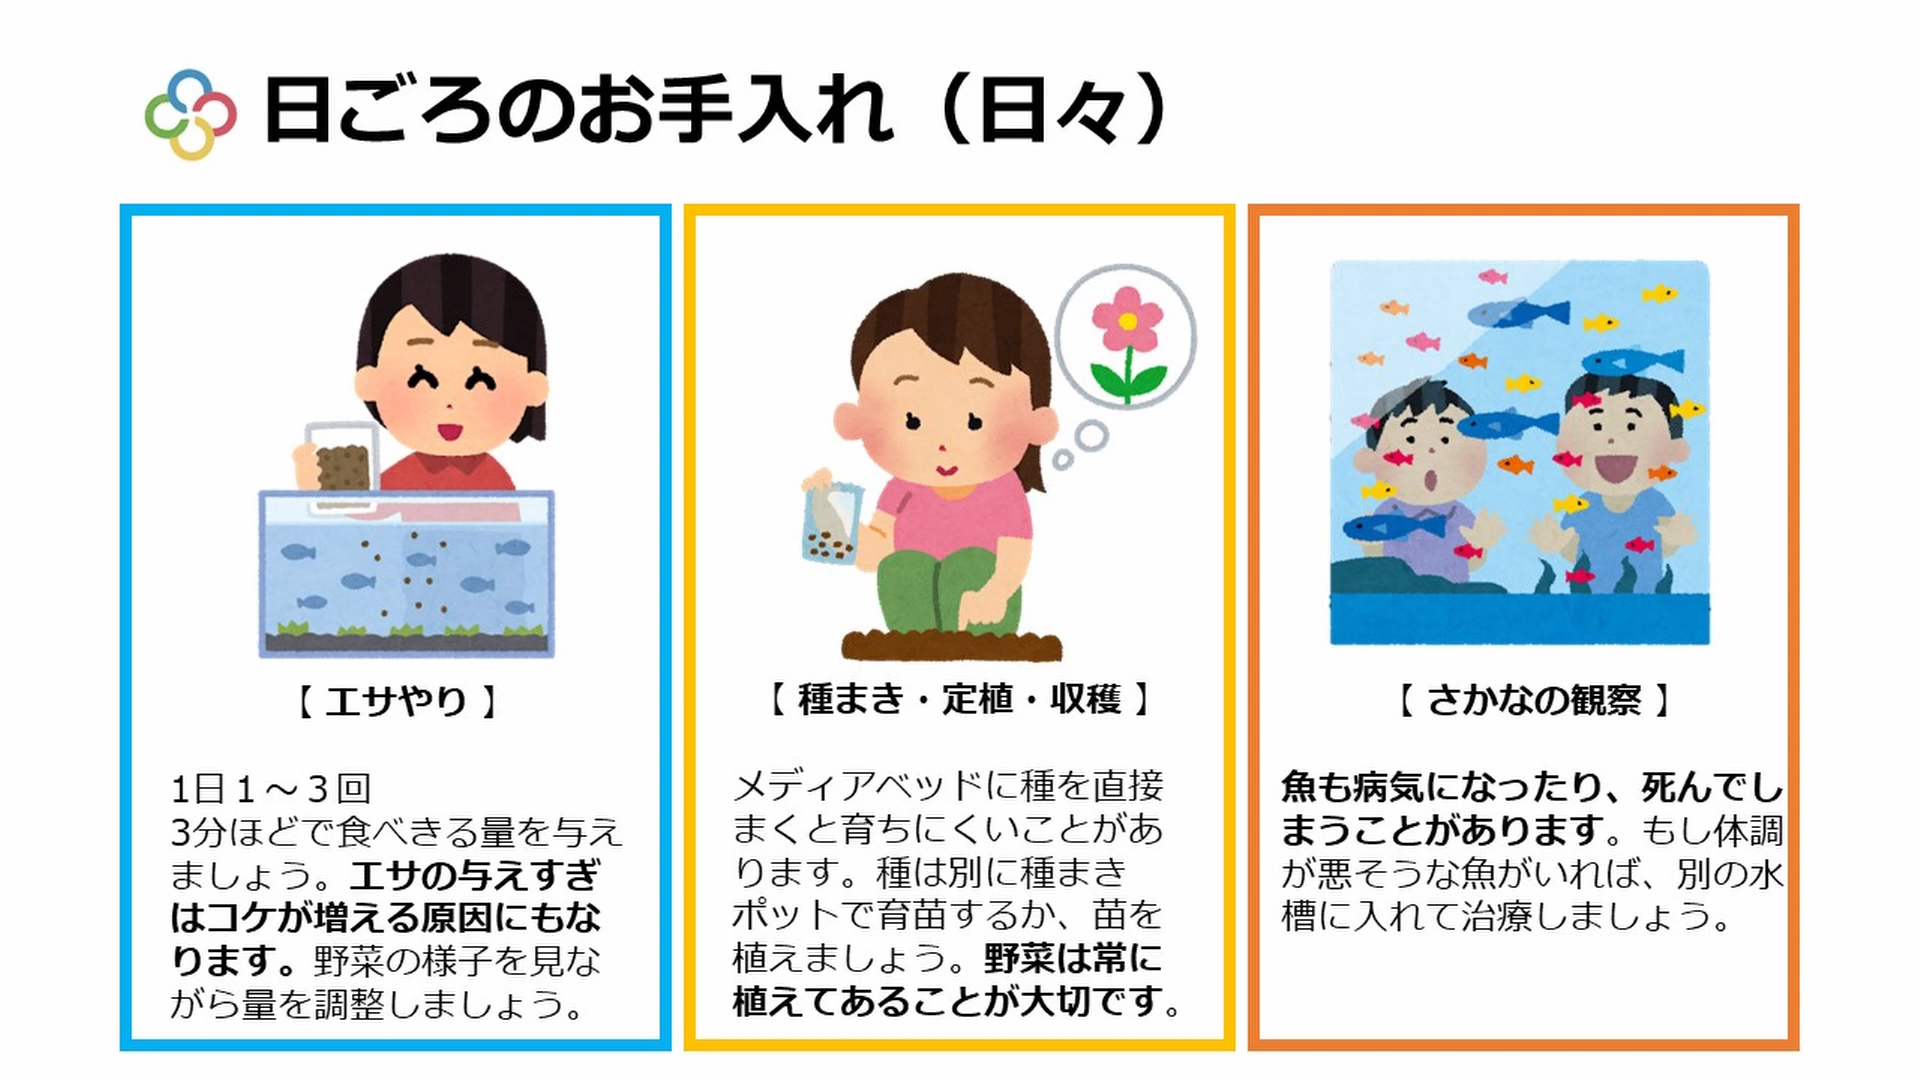 日ごろのお手入れ（日々）
【 エサやり 】
1日１～３回
3分ほどで食べきる量を与え
ましょう。エサの与えすぎ
はコケが増える原因にもな
ります。野菜の様子を見な
がら量を調整しましょう。
【 種まき・定植・収穫 】
メディアベッドに種を直接
まくと育ちにくいことがあ
ります。種は別に種まき
ポットで育苗するか、苗を
植えましょう。野菜は常に
植えてあることが大切です。
【 さかなの観察 】
魚も病気になったり、死んでし
まうことがあります。もし体調
が悪そうな魚がいれば、別の水
槽に入れて治療しましょう。